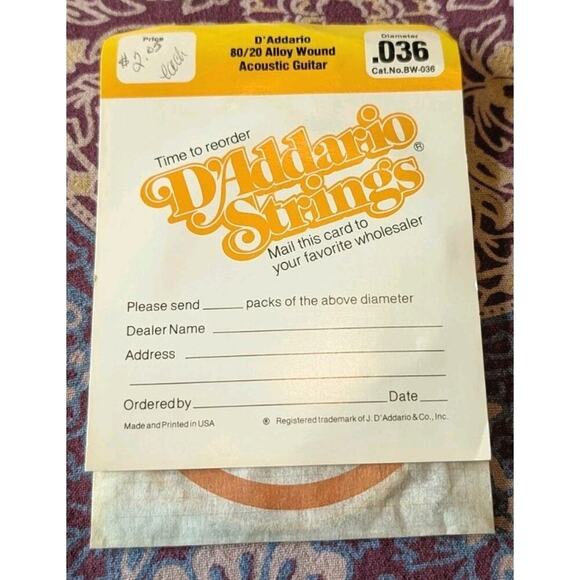 Price
$2.05
each
D'Addario
80/20 Alloy Wound
Acoustic Guitar
Diameter
.036
Cat.No.BW-036
Time to reorder
D'Addario
Strings®
Mail this card to
your favorite wholesaler
Please send ____ packs of the above diameter
Dealer Name
Address
Ordered by Date
Made and Printed in USA ® Registered trademark of J. D'Addario & Co., Inc.